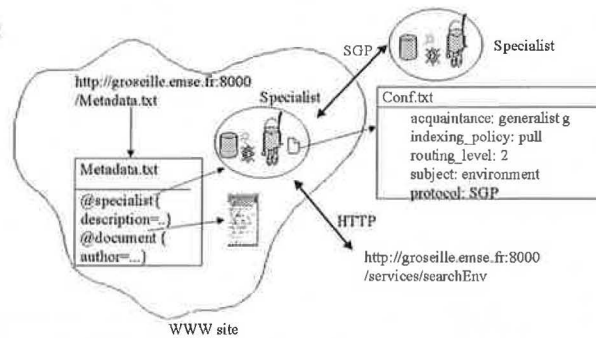 SGP
Specialist
http://groseille.emse.fr:8000
/Metadata.txt
Specialist
Conf.txt
acquaintance: generalist g
indexing_policy: pull
routing_level: 2
subject: environment
protocol: SGP
Metadata.txt
@specialist{
description=..}
@document {
author=...}
HTTP
http://groseille.emse.fr:8000
/services/searchEnv
WWW site